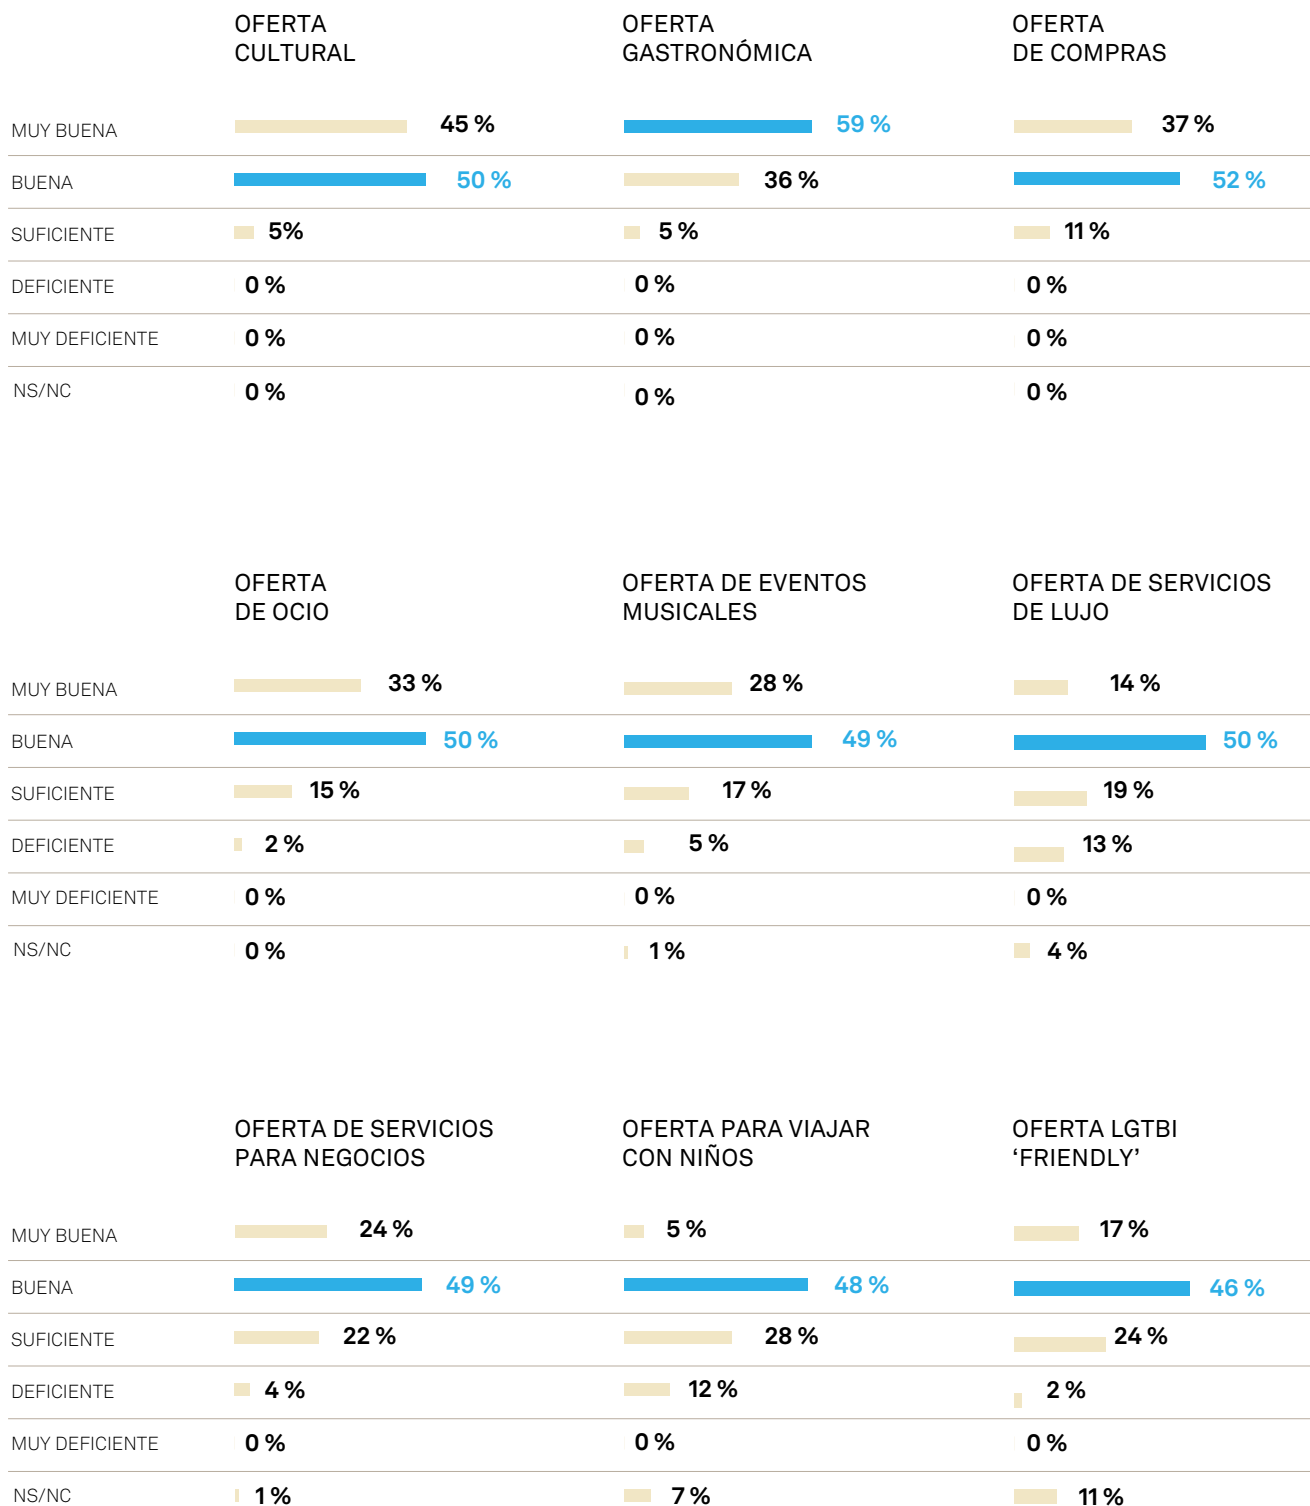 OFERTA
CULTURAL
OFERTA
GASTRONÓMICA
OFERTA
DE COMPRAS
MUY BUENA 45 % 59 % 37 %
BUENA 50 % 36 % 52 %
SUFICIENTE 5% 5 % 11 %
DEFICIENTE 0 % 0 % 0 %
MUY DEFICIENTE 0 % 0 % 0 %
NS/NC 0 % 0 % 0 %
OFERTA
DE OCIO
OFERTA DE EVENTOS
MUSICALES
OFERTA DE SERVICIOS
DE LUJO
MUY BUENA 33 % 28 % 14 %
BUENA 50 % 49 % 50 %
SUFICIENTE 15 % 17 % 19 %
DEFICIENTE 2 % 5 % 13 %
MUY DEFICIENTE 0 % 0 % 0 %
NS/NC 0 % 1 % 4 %
OFERTA DE SERVICIOS
PARA NEGOCIOS
OFERTA PARA VIAJAR
CON NIÑOS
OFERTA LGTBI
‘FRIENDLY’
MUY BUENA 24 % 5 % 17 %
BUENA 49 % 48 % 46 %
SUFICIENTE 22 % 28 % 24 %
DEFICIENTE 4 % 12 % 2 %
MUY DEFICIENTE 0 % 0 % 0 %
NS/NC 1 % 7 % 11 %